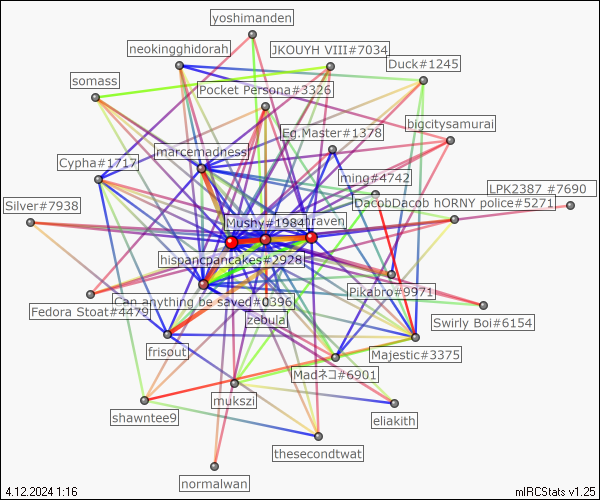 yoshimanden
neokingghidorah
JKOUYH VIII#7034
Duck#1245
somass
Pocket Persona#3326
bigcitysamurai
Eg.Master#1378
marcemadness
Cypha#1717
ming#4742
LPK2387 #7690
DacobDacob hORNY police#5271
Silver#7938
Mushy#1984
raven
hispancpancakes#2928
Pikabro#9971
Can anything be saved#0396
Fedora Stoat#4479
zebula
Swirly Boi#6154
frisout
Majestic#3375
Madネコ#6901
mukszi
shawntee9
eliakith
thesecondtwat
normalwan
4.12.2024 1:16
mIRCStats v1.25